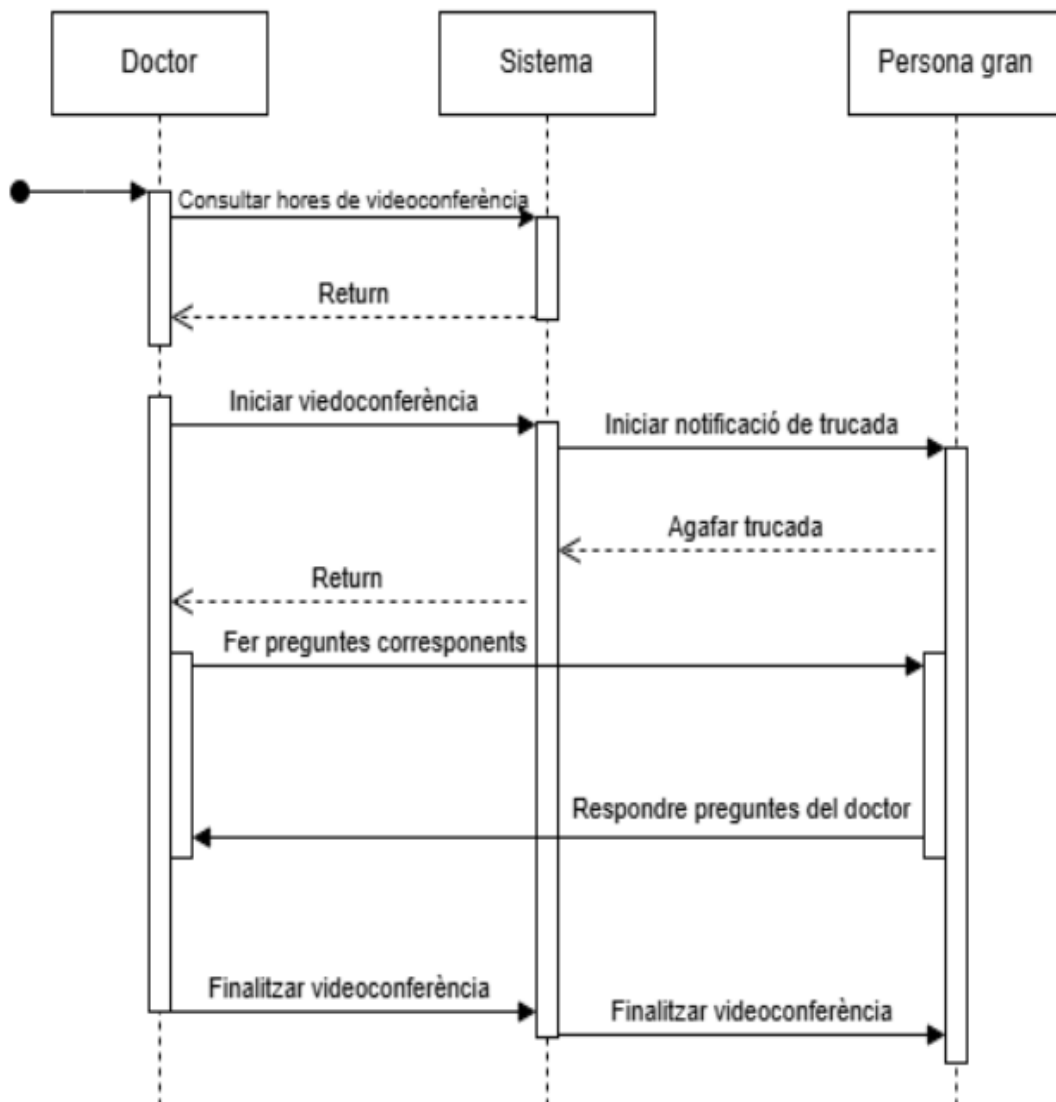 Doctor
Sistema
Persona gran
Consultar hores de videoconferència
Return
Iniciar viedoconferència
Iniciar notificació de trucada
Agafar trucada
Return
Fer preguntes corresponents
Respondre preguntes del doctor
Finalitzar videoconferència
Finalitzar videoconferència